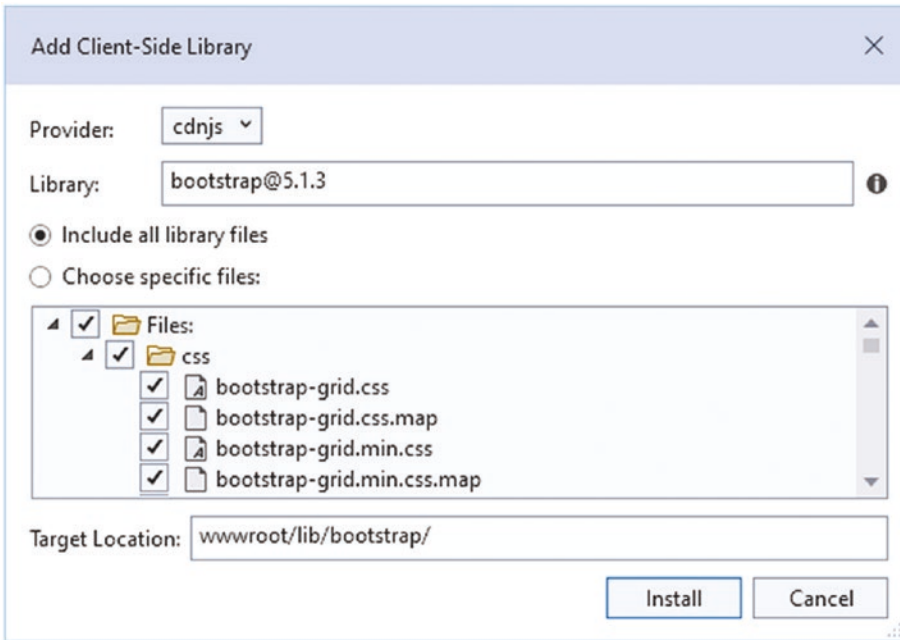 Add Client-Side Library
Provider: cdnjs
Library: bootstrap@5.1.3
Include all library files
Choose specific files:
Files:
css
bootstrap-grid.css
bootstrap-grid.css.map
bootstrap-grid.min.css
bootstrap-grid.min.css.map
Target Location: wwwroot/lib/bootstrap/
Install Cancel